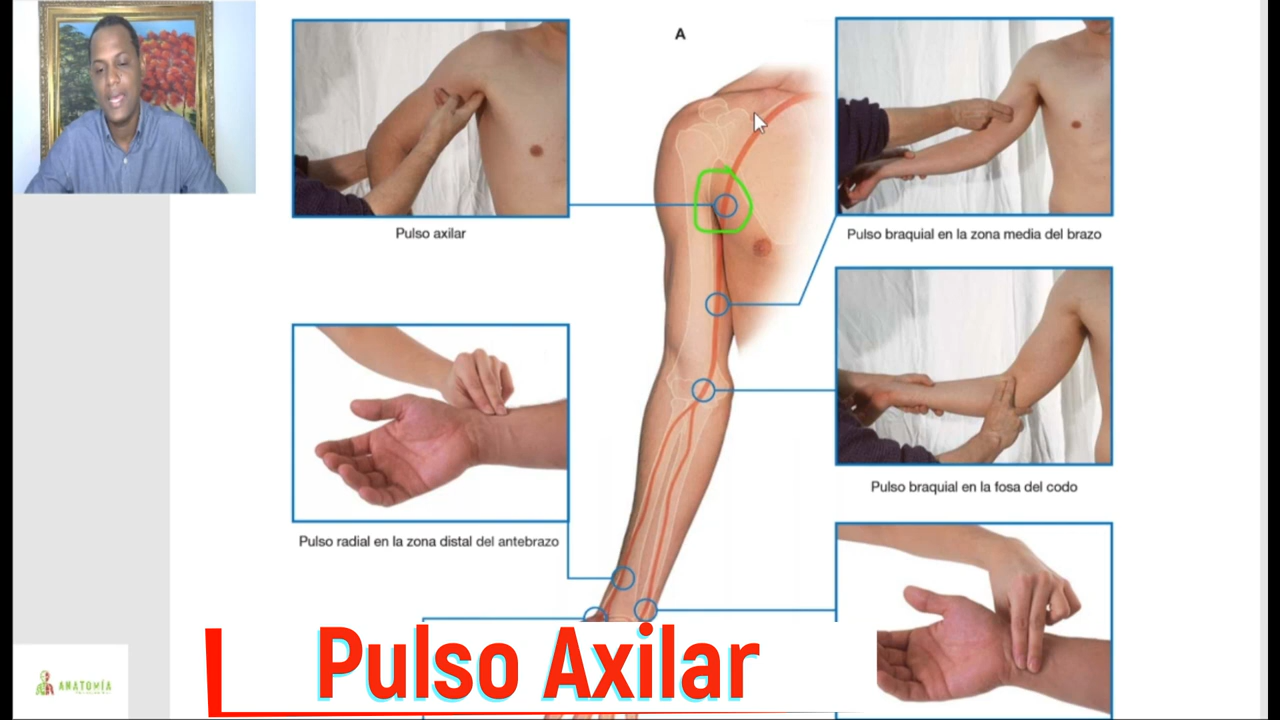 A
Pulso axilar
Pulso braquial en la zona media del brazo
Pulso braquial en la fosa del codo
Pulso radial en la zona distal del antebrazo
Pulso Axilar
ANATOMÍA